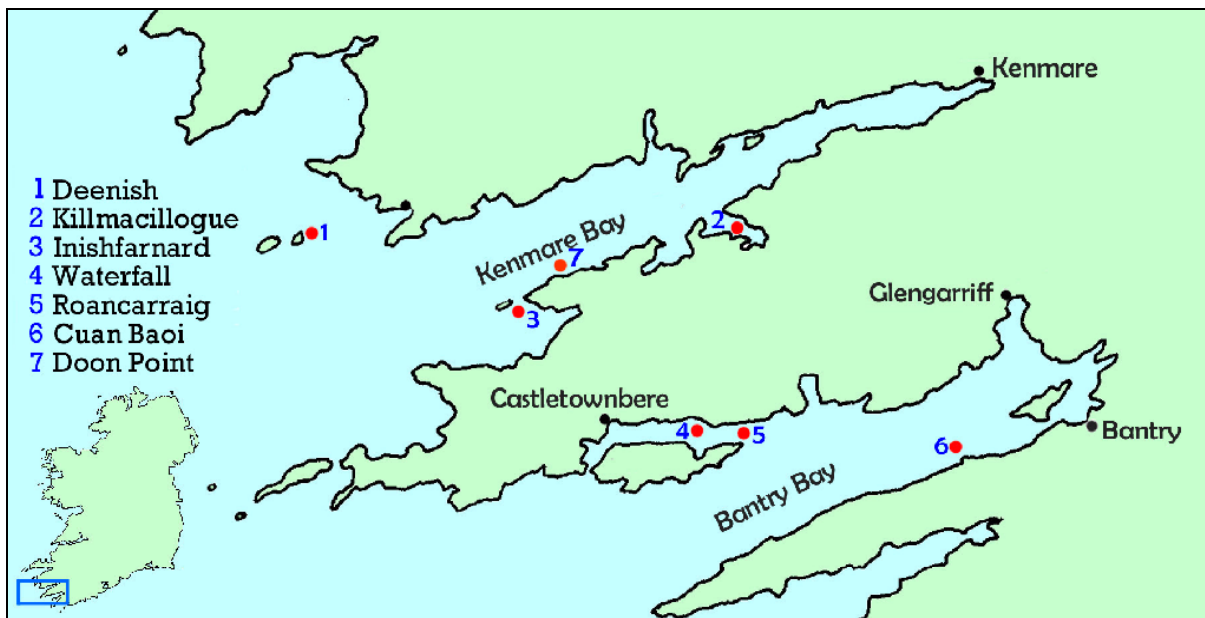 Kenmare
1 Deenish
2 Killmacillogue
3 Inishfarnard
4 Waterfall
5 Roancarraig
6 Cuan Baoi
7 Doon Point
1
2
Kenmare Bay
7
3
Glengarriff
Castletownbere
4
5
6
Bantry
Bantry Bay